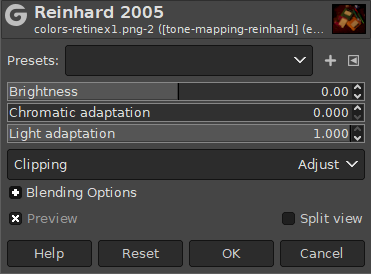 Reinhard 2005
colors-retinex1.png-2 ([tone-mapping-reinhard] (e...
Presets:
Brightness 0.00
Chromatic adaptation 0.000
Light adaptation 1.000
Clipping Adjust
Blending Options
Preview Split view
Help Reset OK Cancel